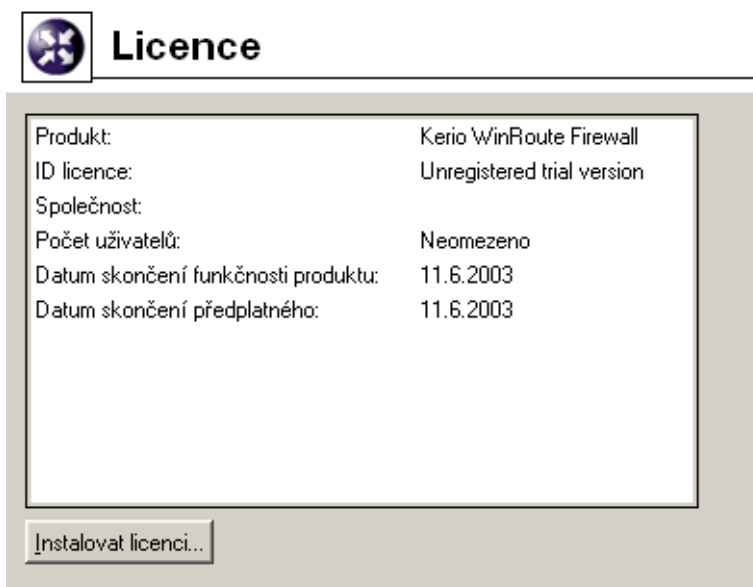 Licence
Produkt: Kerio WinRoute Firewall
ID licence: Unregistered trial version
Společnost:
Počet uživatelů: Neomezeno
Datum skončení funkčnosti produktu: 11.6.2003
Datum skončení předplatného: 11.6.2003
Instalovat licenci...